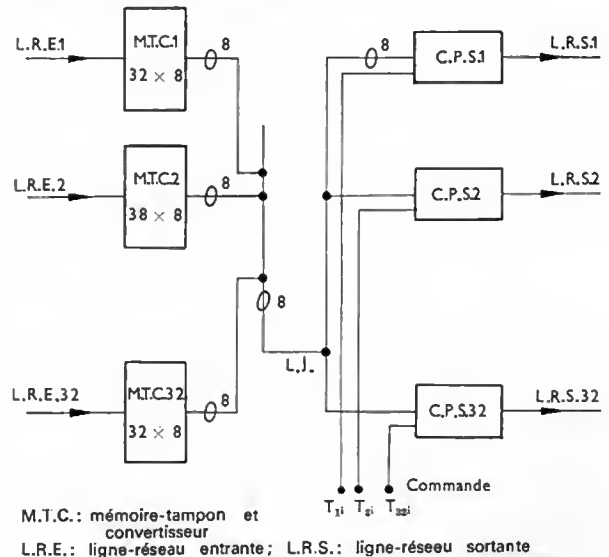 L.R.E.1
M.T.C.1
32 × 8
8
8
C.P.S.1
L.R.S.1
L.R.E.2
M.T.C.2
38 × 8
8
C.P.S.2
L.R.S.2
8
L.J.
L.R.E.32
M.T.C.32
32 × 8
8
C.P.S.32
L.R.S.32
Commande
T1i T2i T32i
M.T.C.: mémoire-tampon et
convertisseur
L.R.E.: ligne-réseau entrante; L.R.S.: ligne-réseau sortante